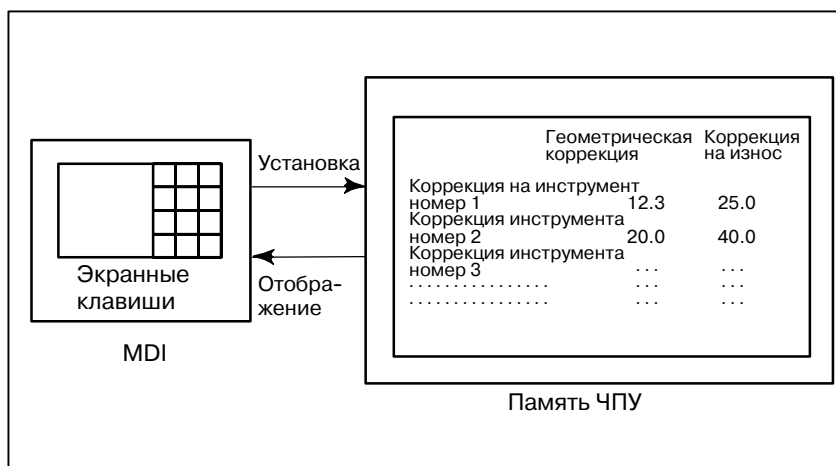 Установка
Экранные
клавиши
Отобра-
жение
MDI
Геометрическая Коррекция
коррекция на износ
Коррекция на инструмент
номер 1 12.3 25.0
Коррекция инструмента
номер 2 20.0 40.0
Коррекция инструмента
номер 3 . . . . . .
. . . . . . . . . . . . . . . . . . . . . .
. . . . . . . . . . . . . . . . . . . . . .
Память ЧПУ